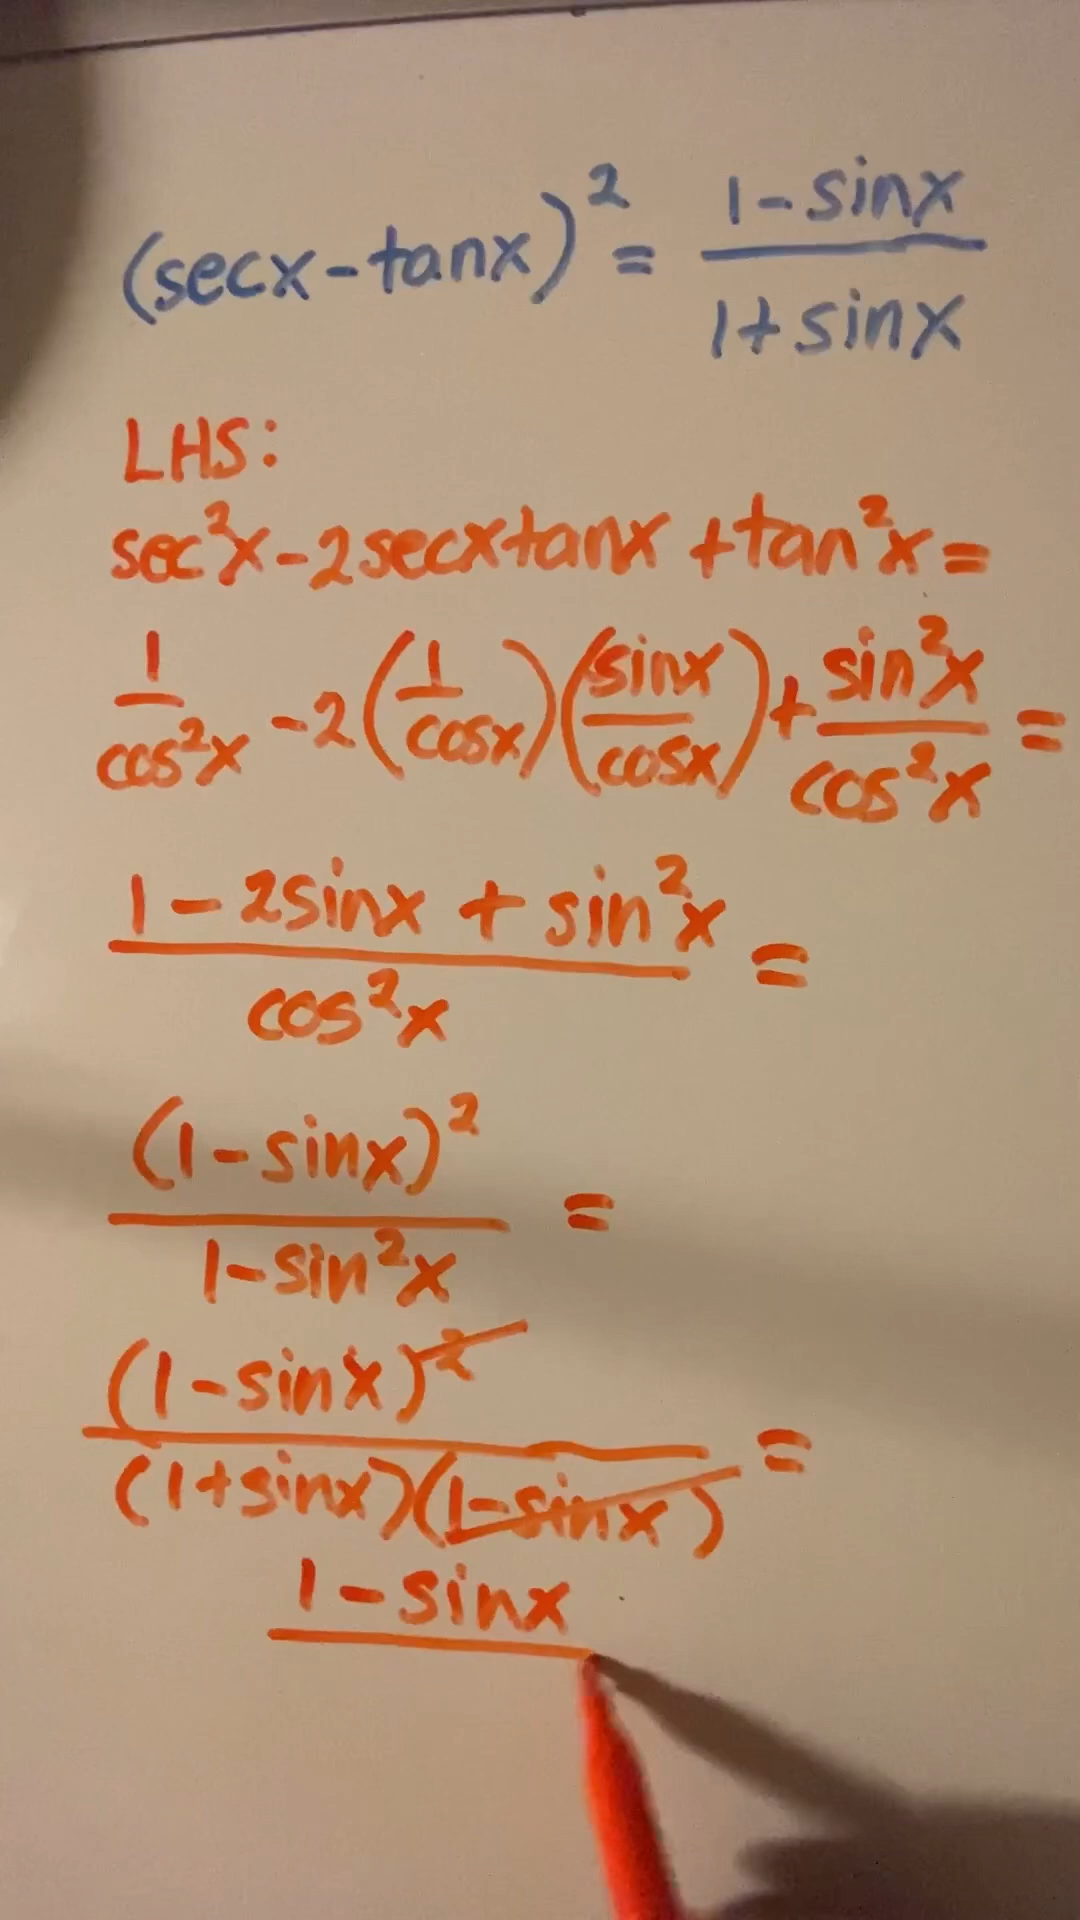 (secx-tanx)² = (1-sinx)/(1+sinx)
LHS:
sec²x-2secxtanx+tan²x=
1/cos²x -2(1/cosx)(sinx/cosx)+sin²x/cos²x =
(1-2sinx+sin²x)/cos²x =
(1-sinx)²/(1-sin²x) =
(1-sinx)²/((1+sinx)(1-sinx)) =
1-sinx